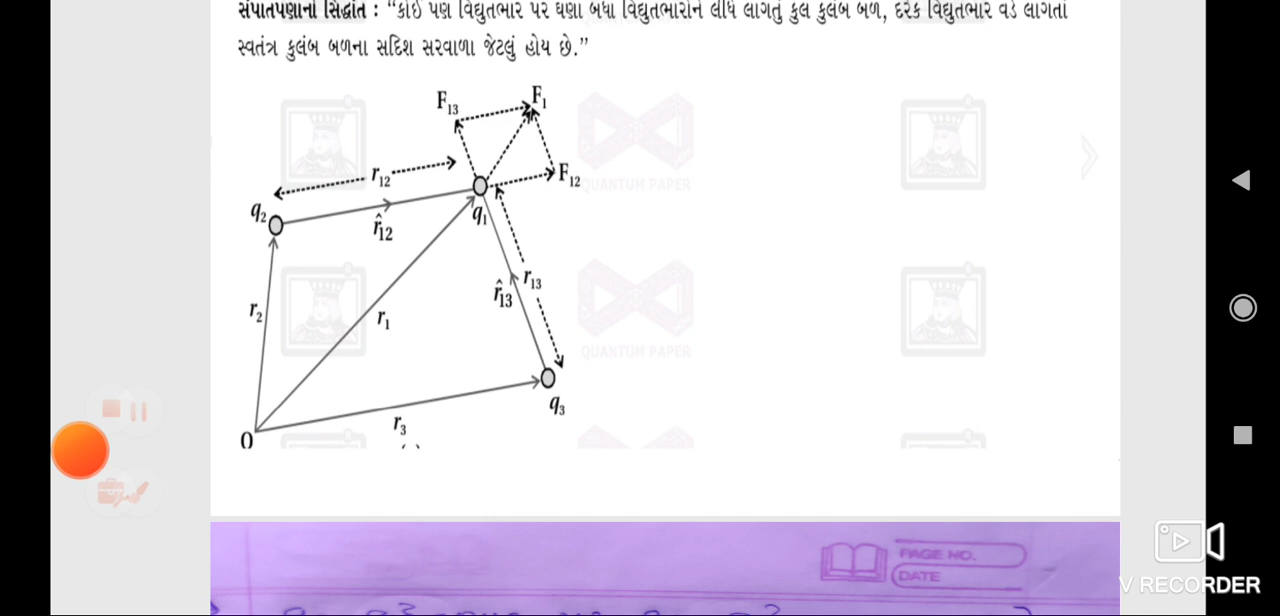 સંપાતપણાનો સિદ્ધાંત : “કોઈ પણ વિદ્યુતભાર પર ઘણા બધા વિદ્યુતભારોને લીધે લાગતું કુલ કુલંબ બળ, દરેક વિદ્યુતભાર વડે લાગતાં
સ્વતંત્ર કુલંબ બળના સદિશ સરવાળા જેટલું હોય છે.”
F₁₃
F₁
r₁₂
F₁₂
QUANTUM PAPER
q₂
q₁
r̂₁₂
r₁₃
r̂₁₃
r₂
r₁
QUANTUM PAPER
q₃
r₃
O
PAGE NO.
DATE
V RECORDER